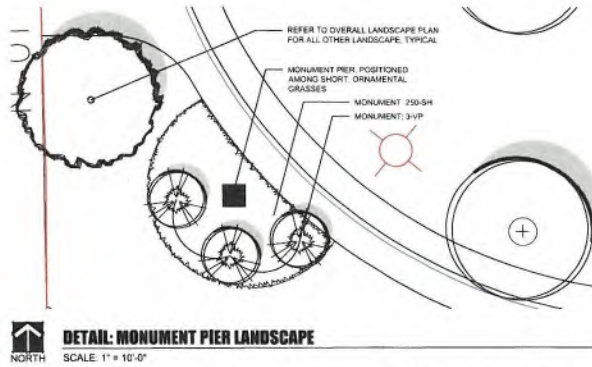 REFER TO OVERALL LANDSCAPE PLAN
FOR ALL OTHER LANDSCAPE, TYPICAL
MONUMENT PIER, POSITIONED
AMONG SHORT ORNAMENTAL
GRASSES
MONUMENT: 250-SH
MONUMENT: 3-VP
DETAIL: MONUMENT PIER LANDSCAPE
NORTH
SCALE: 1" = 10'-0"